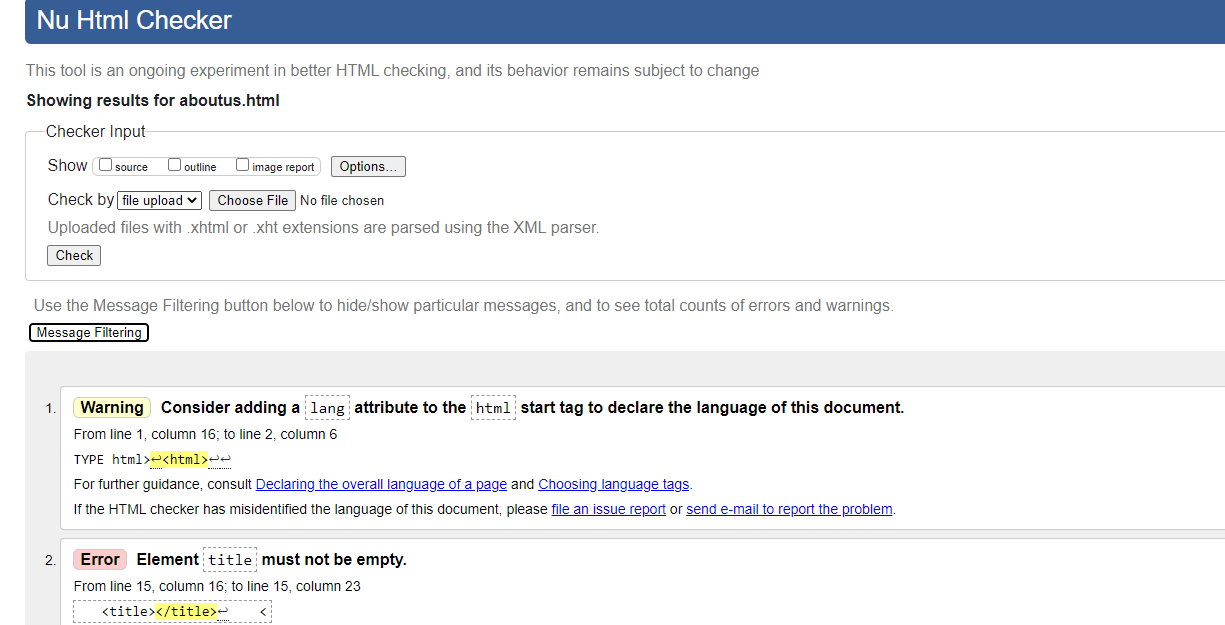 Nu Html Checker
This tool is an ongoing experiment in better HTML checking, and its behavior remains subject to change
Showing results for aboutus.html
Checker Input
Show source outline image report Options...
Check by file upload Choose File No file chosen
Uploaded files with .xhtml or .xht extensions are parsed using the XML parser.
Check
Use the Message Filtering button below to hide/show particular messages, and to see total counts of errors and warnings.
Message Filtering
1. Warning Consider adding a lang attribute to the html start tag to declare the language of this document.
From line 1, column 16; to line 2, column 6
TYPE html>↩<html>↩↩
For further guidance, consult Declaring the overall language of a page and Choosing language tags.
If the HTML checker has misidentified the language of this document, please file an issue report or send e-mail to report the problem.
2. Error Element title must not be empty.
From line 15, column 16; to line 15, column 23
<title></title>↩ <